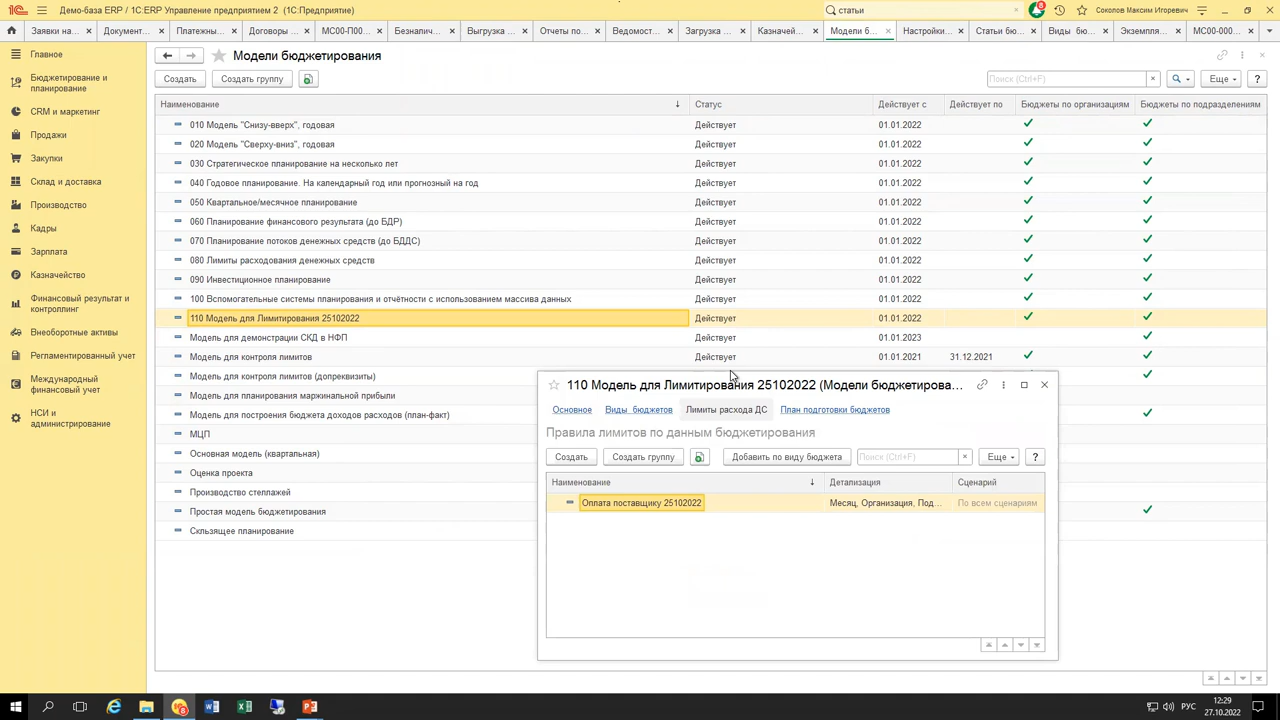 Демо-база ERP / 1С:ERP Управление предприятием 2 (1С:Предприятие)
статьи
Соколов Максим Игоревич
Заявки на...
Документ...
Платежны...
Договоры ...
МС00-П00...
Безналич...
Выгрузка ...
Отчеты по...
Ведомост...
Загрузка ...
Казначей...
Модели б...
Настройки...
Статьи бю...
Виды бю...
Экземпля...
МС00-000...
Главное
Бюджетирование и планирование
CRM и маркетинг
Продажи
Закупки
Склад и доставка
Производство
Кадры
Зарплата
Казначейство
Финансовый результат и контроллинг
Внеоборотные активы
Регламентированный учет
Международный финансовый учет
НСИ и администрирование
Модели бюджетирования
Создать
Создать группу
Поиск (Ctrl+F)
Еще
?
Наименование Статус Действует с Действует по Бюджеты по организациям Бюджеты по подразделениям
010 Модель "Снизу-вверх", годовая Действует 01.01.2022
020 Модель "Сверху-вниз", годовая Действует 01.01.2022
030 Стратегическое планирование на несколько лет Действует 01.01.2022
040 Годовое планирование. На календарный год или прогнозный на год Действует 01.01.2022
050 Квартальное/месячное планирование Действует 01.01.2022
060 Планирование финансового результата (до БДР) Действует 01.01.2022
070 Планирование потоков денежных средств (до БДДС) Действует 01.01.2022
080 Лимиты расходования денежных средств Действует 01.01.2022
090 Инвестиционное планирование Действует 01.01.2022
100 Вспомогательные системы планирования и отчётности с использованием массива данных Действует 01.01.2022
110 Модель для Лимитирования 25102022 Действует 01.01.2022
Модель для демонстрации СКД в НФП Действует 01.01.2023
Модель для контроля лимитов Действует 01.01.2021 31.12.2021
Модель для контроля лимитов (допреквизиты)
Модель для планирования маржинальной прибыли
Модель для построения бюджета доходов расходов (план-факт)
МЦП
Основная модель (квартальная)
Оценка проекта
Производство стеллажей
Простая модель бюджетирования
Скользящее планирование
110 Модель для Лимитирования 25102022 (Модели бюджетирова...
Основное
Виды бюджетов
Лимиты расхода ДС
План подготовки бюджетов
Правила лимитов по данным бюджетирования
Создать
Создать группу
Добавить по виду бюджета
Поиск (Ctrl+F)
Еще
?
Наименование Детализация Сценарий
Оплата поставщику 25102022 Месяц, Организация, Под... По всем сценариям
РУС
12:29
27.10.2022